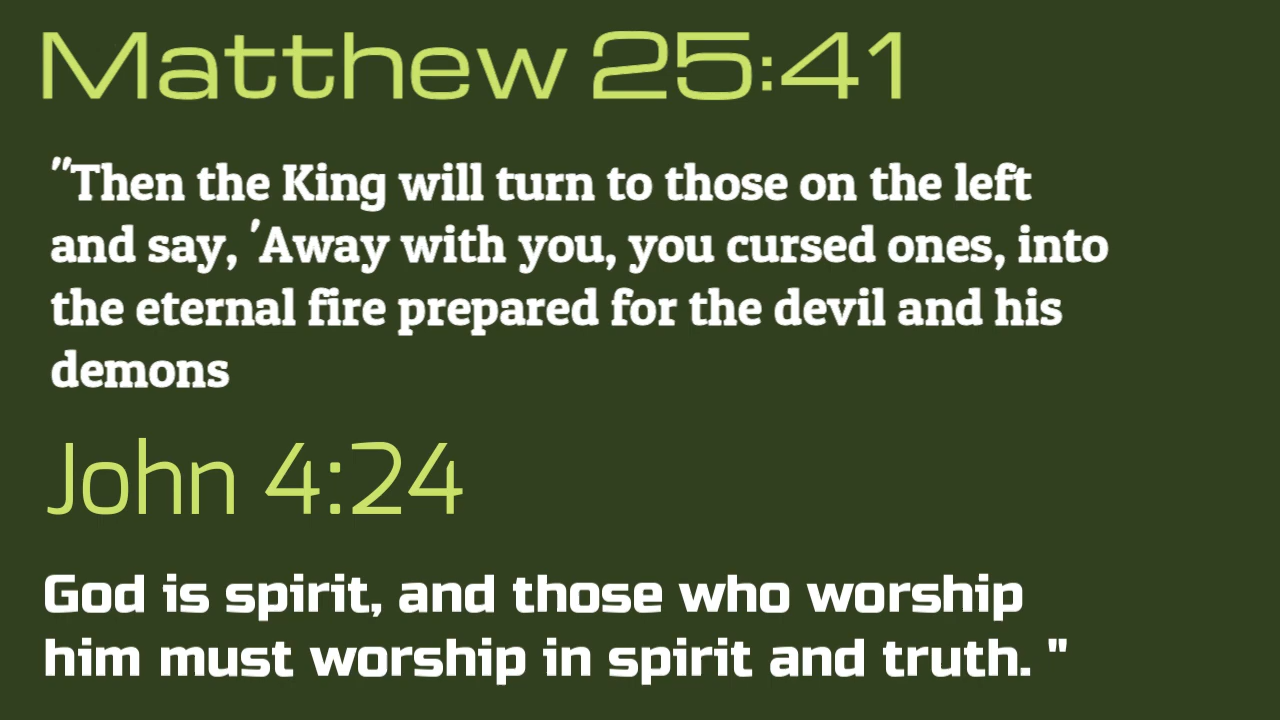 Matthew 25:41
"Then the King will turn to those on the left
and say, 'Away with you, you cursed ones, into
the eternal fire prepared for the devil and his
demons
John 4:24
God is spirit, and those who worship
him must worship in spirit and truth. "